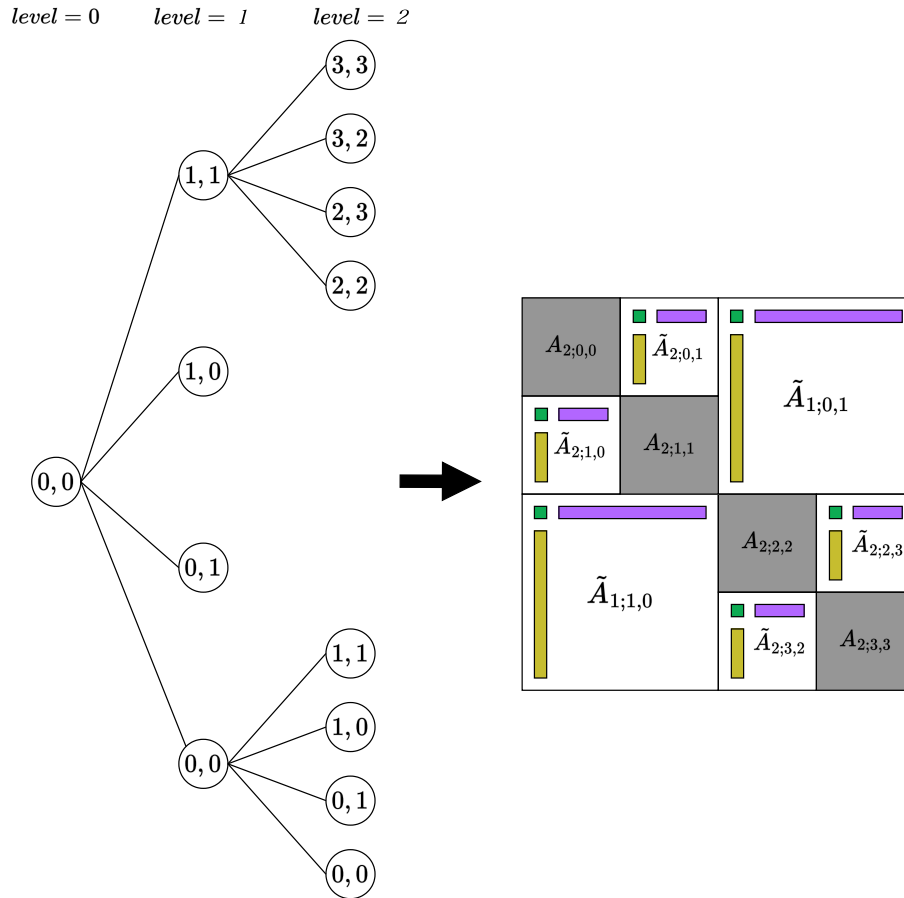 level = 0 level = 1 level = 2
3, 3
3, 2
1, 1
2, 3
2, 2
1, 0
0, 0
0, 1
1, 1
1, 0
0, 0
0, 1
0, 0
A_{2;0,0} Ã_{2;0,1} Ã_{1;0,1}
Ã_{2;1,0} A_{2;1,1}
Ã_{1;1,0} A_{2;2,2} Ã_{2;2,3}
Ã_{2;3,2} A_{2;3,3}